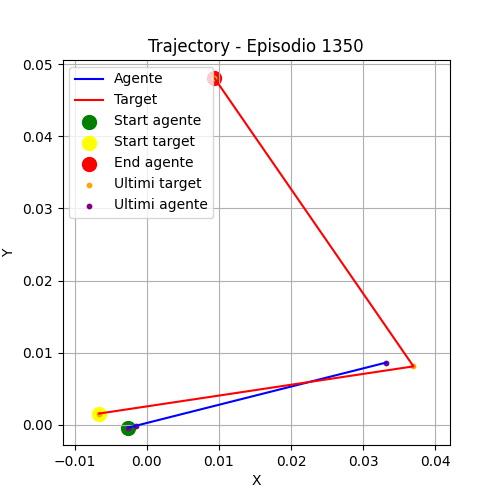 Trajectory - Episodio 1350
Y
0.05
0.04
0.03
0.02
0.01
0.00
Agente
Target
Start agente
Start target
End agente
Ultimi target
Ultimi agente
−0.01 0.00 0.01 0.02 0.03 0.04
X